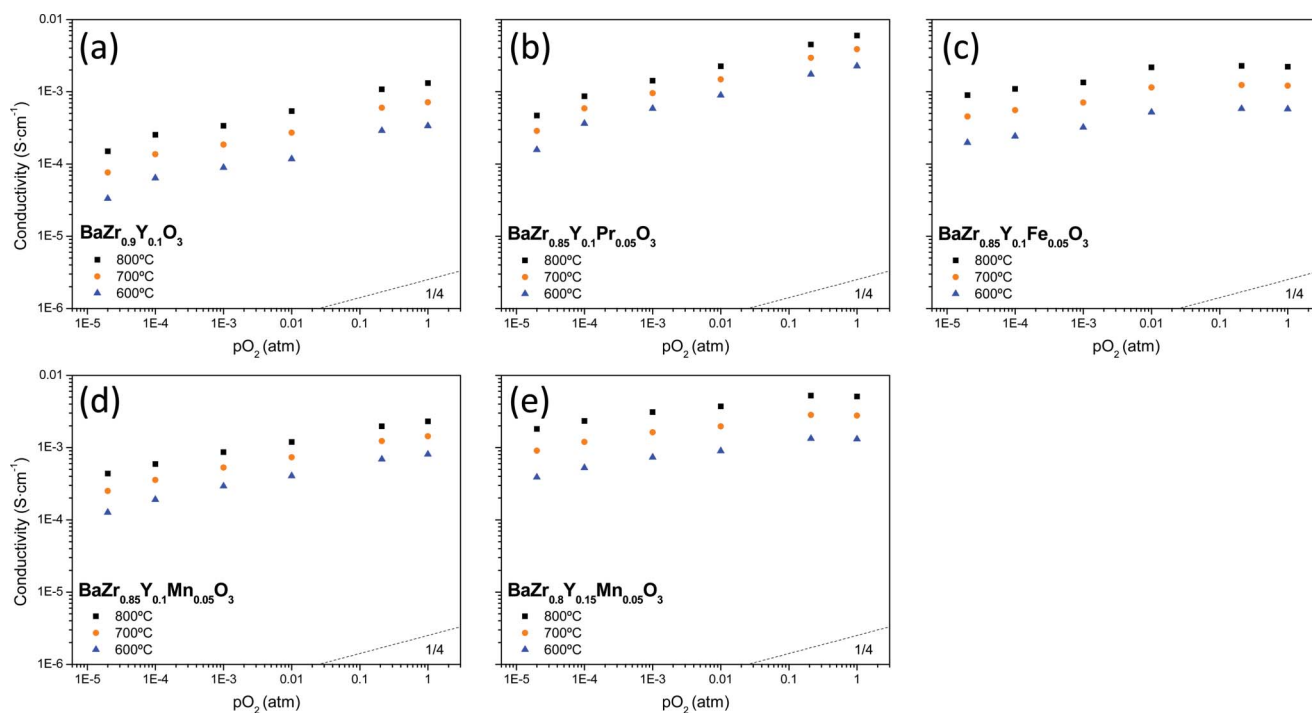 (a)
(b)
(c)
Conductivity (S·cm⁻¹)
0.01
1E-3
1E-4
1E-5
1E-6
BaZr₀.₉Y₀.₁O₃
800ºC
700ºC
600ºC
1/4
BaZr₀.₈₅Y₀.₁Pr₀.₀₅O₃
800ºC
700ºC
600ºC
1/4
BaZr₀.₈₅Y₀.₁Fe₀.₀₅O₃
800ºC
700ºC
600ºC
1/4
1E-5 1E-4 1E-3 0.01 0.1 1
1E-5 1E-4 1E-3 0.01 0.1 1
1E-5 1E-4 1E-3 0.01 0.1 1
pO₂ (atm)
pO₂ (atm)
pO₂ (atm)
(d)
(e)
Conductivity (S·cm⁻¹)
0.01
1E-3
1E-4
1E-5
1E-6
BaZr₀.₈₅Y₀.₁Mn₀.₀₅O₃
800ºC
700ºC
600ºC
1/4
BaZr₀.₈Y₀.₁₅Mn₀.₀₅O₃
800ºC
700ºC
600ºC
1/4
1E-5 1E-4 1E-3 0.01 0.1 1
1E-5 1E-4 1E-3 0.01 0.1 1
pO₂ (atm)
pO₂ (atm)